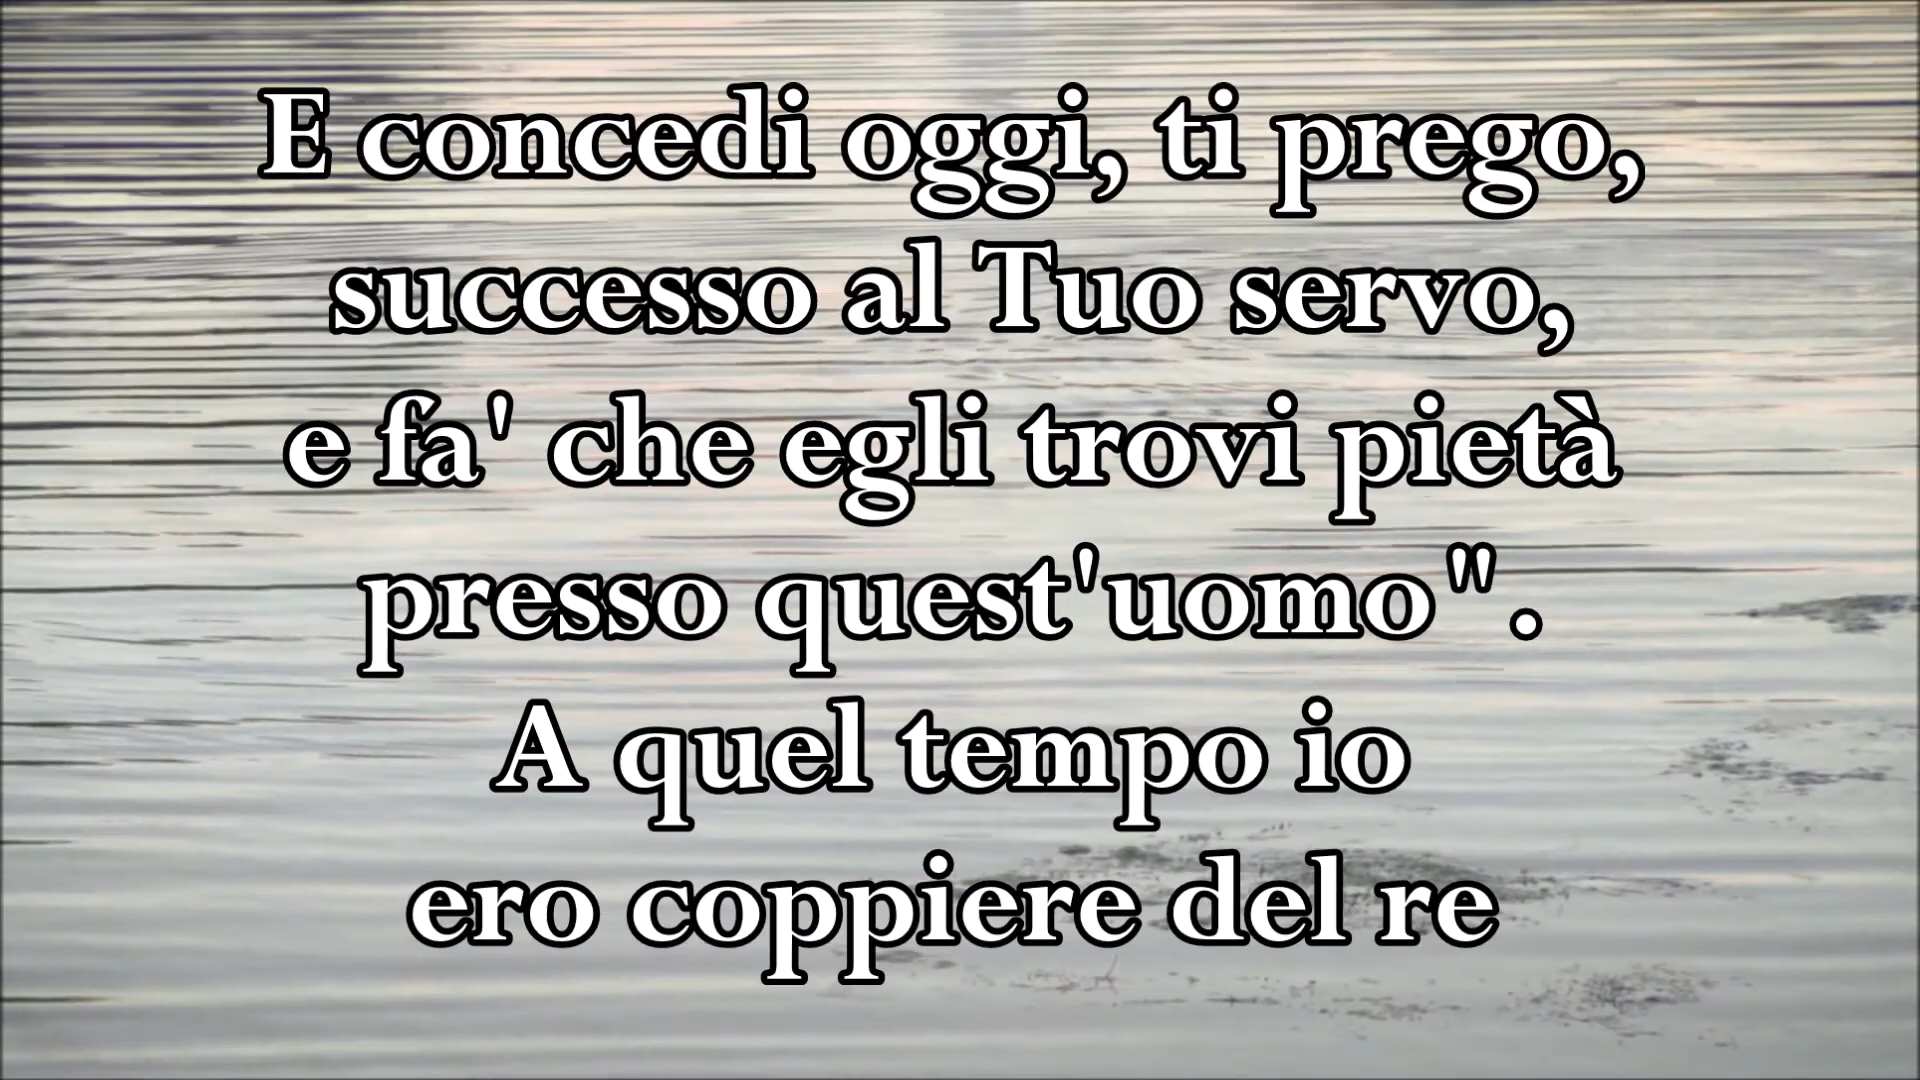 E concedi oggi, ti prego,
successo al Tuo servo,
e fa' che egli trovi pietà
presso quest'uomo".
A quel tempo io
ero coppiere del re